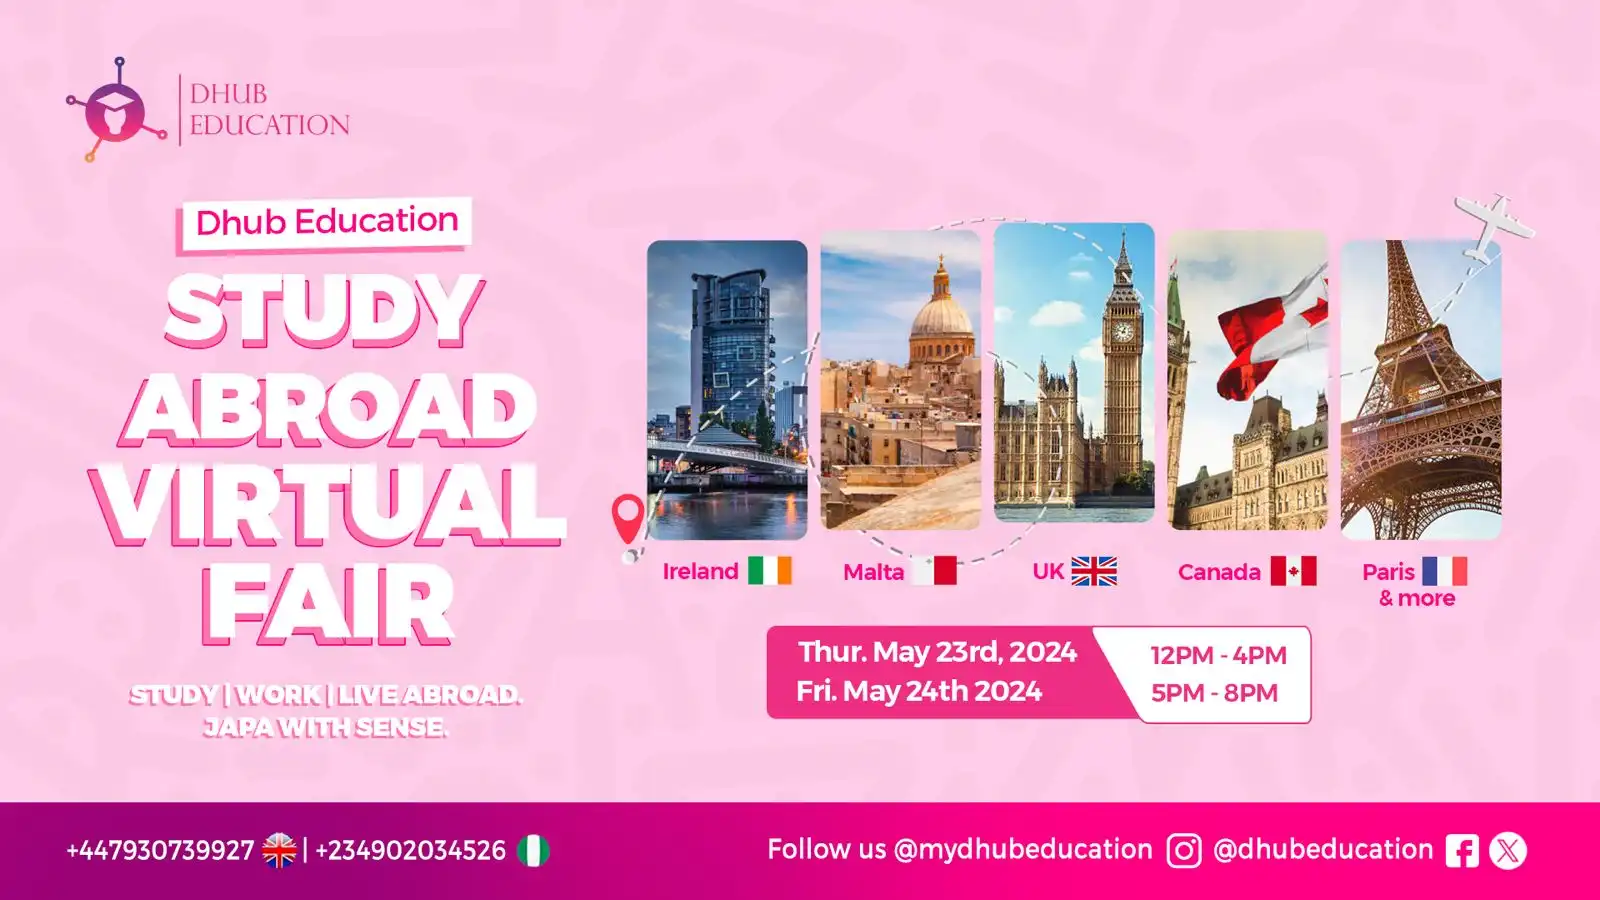 DHUB
EDUCATION
Dhub Education
STUDY
ABROAD
VIRTUAL
FAIR
STUDY | WORK | LIVE ABROAD.
JAPA WITH SENSE.
Ireland
Malta
UK
Canada
Paris
& more
Thur. May 23rd, 2024
12PM - 4PM
Fri. May 24th 2024
5PM - 8PM
+447930739927 | +234902034526
Follow us @mydhubeducation @dhubeducation